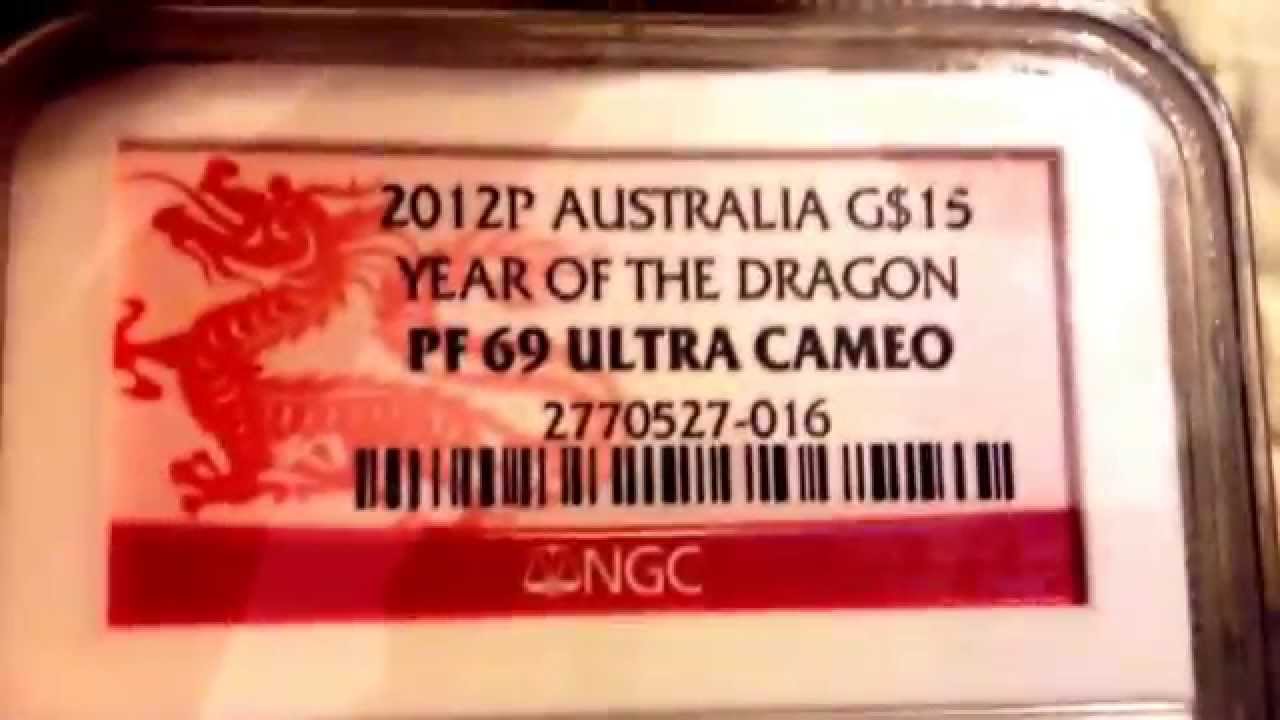 2012P AUSTRALIA G$15
YEAR OF THE DRAGON
PF 69 ULTRA CAMEO
2770527-016
NGC